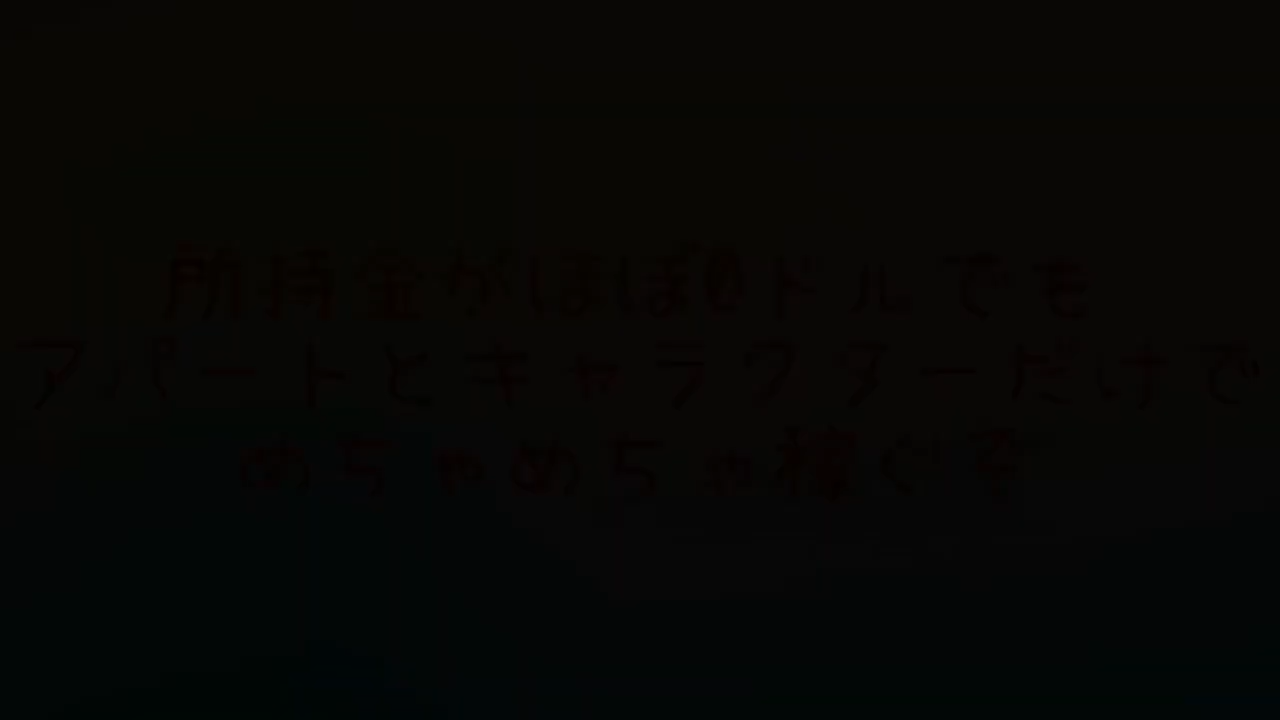 所持金がほぼ0ドルでも
アパートとキャラクターだけで
めちゃめちゃ稼ぐぞ